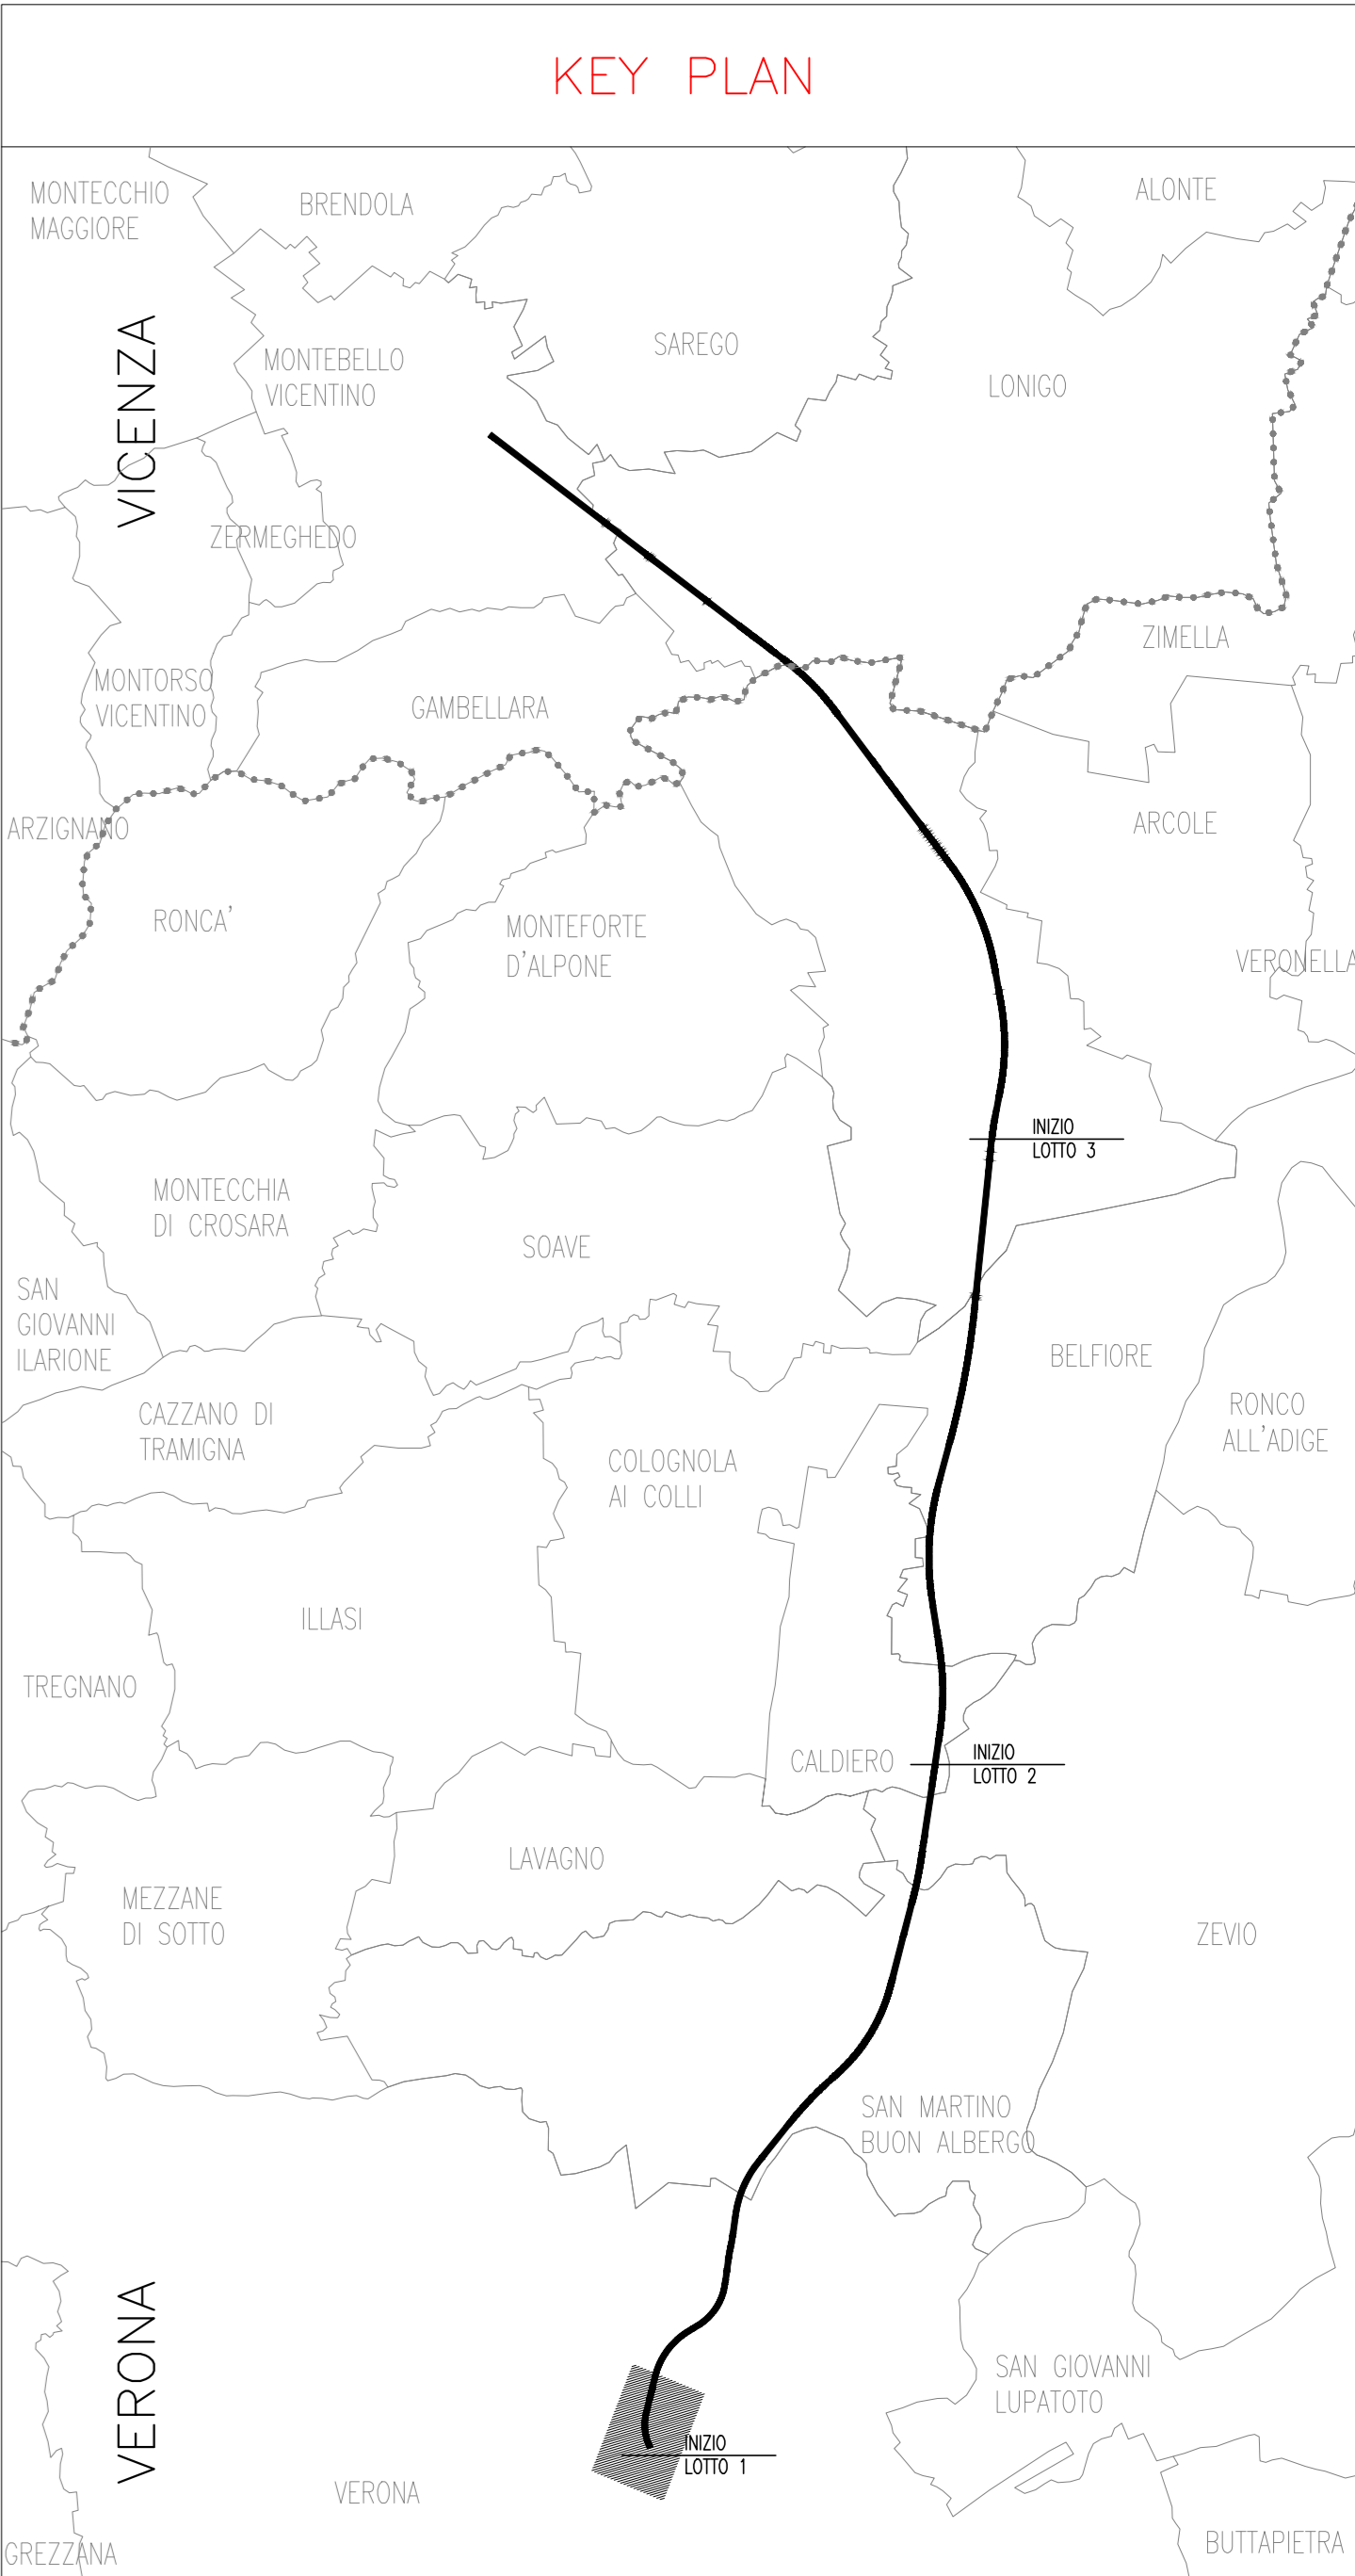 KEY PLAN
MONTECCHIO
MAGGIORE
BRENDOLA
ALONTE
VICENZA
MONTEBELLO
VICENTINO
SAREGO
LONIGO
ZERMEGHEDO
ZIMELLA
MONTORSO
VICENTINO
GAMBELLARA
ARZIGNANO
ARCOLE
RONCA'
MONTEFORTE
D'ALPONE
VERONELLA
INIZIO
LOTTO 3
MONTECCHIA
DI CROSARA
SOAVE
SAN
GIOVANNI
ILARIONE
BELFIORE
CAZZANO DI
TRAMIGNA
RONCO
ALL'ADIGE
COLOGNOLA
AI COLLI
ILLASI
TREGNANO
CALDIERO
INIZIO
LOTTO 2
LAVAGNO
MEZZANE
DI SOTTO
ZEVIO
SAN MARTINO
BUON ALBERGO
VERONA
SAN GIOVANNI
LUPATOTO
INIZIO
LOTTO 1
VERONA
BUTTAPIETRA
GREZZANA